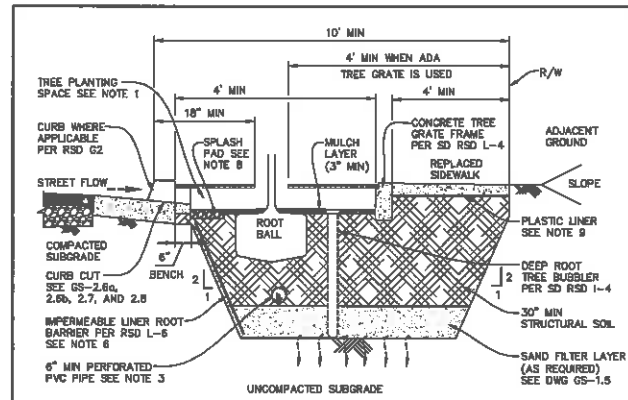 10' MIN
4' MIN WHEN ADA
TREE GRATE IS USED
R/W
TREE PLANTING
SPACE SEE NOTE 1
4' MIN
4' MIN
18" MIN
CURB WHERE
APPLICABLE
PER RSD G2
SPLASH
PAD SEE
NOTE 8
MULCH
LAYER
(3" MIN)
CONCRETE TREE
GRATE FRAME
PER SD RSD L-4
ADJACENT
GROUND
REPLACED
SIDEWALK
STREET FLOW
SLOPE
ROOT
BALL
PLASTIC LINER
SEE NOTE 9
COMPACTED
SUBGRADE
6"
BENCH
CURB CUT
SEE GS-2.6a,
2.6b, 2.7, AND 2.8
2
1
2
1
DEEP ROOT
TREE BUBBLER
PER SD RSD I-4
IMPERMEABLE LINER ROOT
BARRIER PER RSD L-6
SEE NOTE 6
30" MIN
STRUCTURAL SOIL
6" MIN PERFORATED
PVC PIPE SEE NOTE 3
SAND FILTER LAYER
(AS REQUIRED)
SEE DWG GS-1.5
UNCOMPACTED SUBGRADE